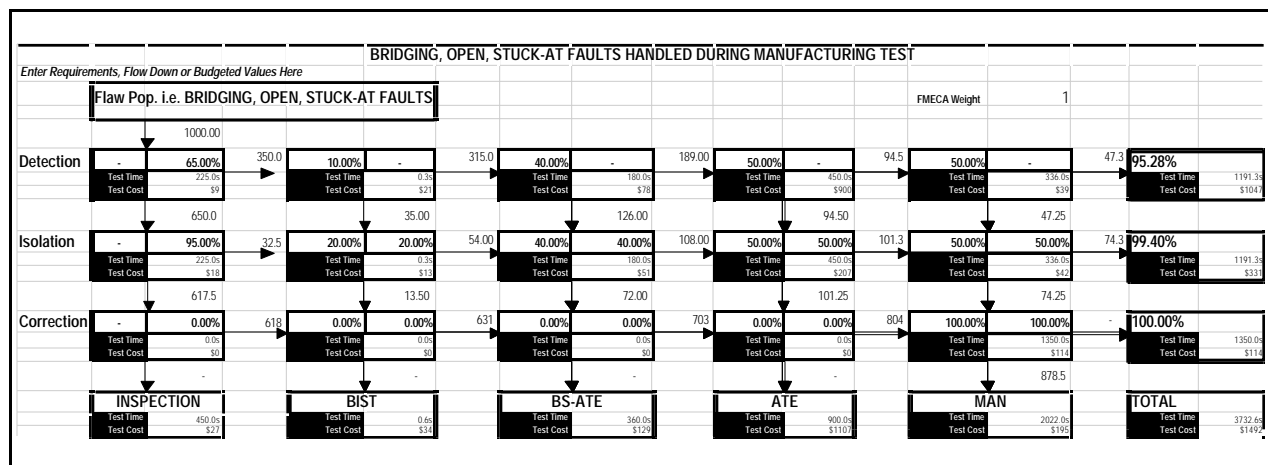 BRIDGING, OPEN, STUCK-AT FAULTS HANDLED DURING MANUFACTURING TEST
Enter Requirements, Flow Down or Budgeted Values Here
Flaw Pop. i.e. BRIDGING, OPEN, STUCK-AT FAULTS FMECA Weight 1
1000.00
Detection - 65.00% 350.0 10.00% - 315.0 40.00% - 189.00 50.00% - 94.5 50.00% - 47.3 95.28%
Test Time 225.0s Test Time 0.3s Test Time 180.0s Test Time 450.0s Test Time 336.0s Test Time 1191.3s
Test Cost $9 Test Cost $21 Test Cost $78 Test Cost $900 Test Cost $39 Test Cost $1047
650.0 35.00 126.00 94.50 47.25
Isolation - 95.00% 32.5 20.00% 20.00% 54.00 40.00% 40.00% 108.00 50.00% 50.00% 101.3 50.00% 50.00% 74.3 99.40%
Test Time 225.0s Test Time 0.3s Test Time 180.0s Test Time 450.0s Test Time 336.0s Test Time 1191.3s
Test Cost $18 Test Cost $13 Test Cost $51 Test Cost $207 Test Cost $42 Test Cost $331
617.5 13.50 72.00 101.25 74.25
Correction - 0.00% 618 0.00% 0.00% 631 0.00% 0.00% 703 0.00% 0.00% 804 100.00% 100.00% - 100.00%
Test Time 0.0s Test Time 0.0s Test Time 0.0s Test Time 0.0s Test Time 1350.0s Test Time 1350.0s
Test Cost $0 Test Cost $0 Test Cost $0 Test Cost $0 Test Cost $114 Test Cost $114
- - - - 878.5
INSPECTION BIST BS-ATE ATE MAN TOTAL
Test Time 450.0s Test Time 0.6s Test Time 360.0s Test Time 900.0s Test Time 2022.0s Test Time 3732.6s
Test Cost $27 Test Cost $34 Test Cost $129 Test Cost $1107 Test Cost $195 Test Cost $1492